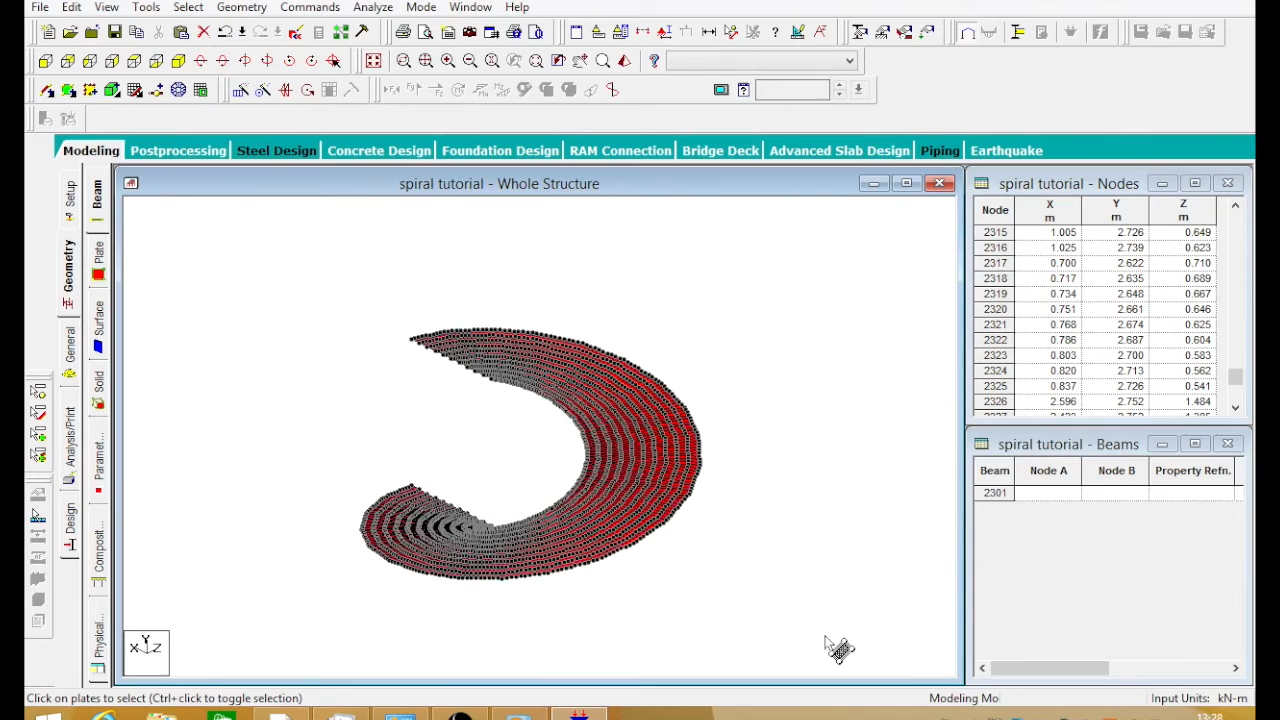 File Edit View Tools Select Geometry Commands Analyze Mode Window Help
Modeling Postprocessing Steel Design Concrete Design Foundation Design RAM Connection Bridge Deck Advanced Slab Design Piping Earthquake
Setup
Geometry
General
Analysis/Print
Design
Beam
Plate
Surface
Solid
Paramet...
Composit...
Physical...
spiral tutorial - Whole Structure
Y
X Z
spiral tutorial - Nodes
Node X m Y m Z m
2315 1.005 2.726 0.649
2316 1.025 2.739 0.623
2317 0.700 2.622 0.710
2318 0.717 2.635 0.689
2319 0.734 2.648 0.667
2320 0.751 2.661 0.646
2321 0.768 2.674 0.625
2322 0.786 2.687 0.604
2323 0.803 2.700 0.583
2324 0.820 2.713 0.562
2325 0.837 2.726 0.541
2326 2.596 2.752 1.484
spiral tutorial - Beams
Beam Node A Node B Property Refn.
2301
Click on plates to select (Ctrl+click to toggle selection) Modeling Mo Input Units: kN-m
13:28